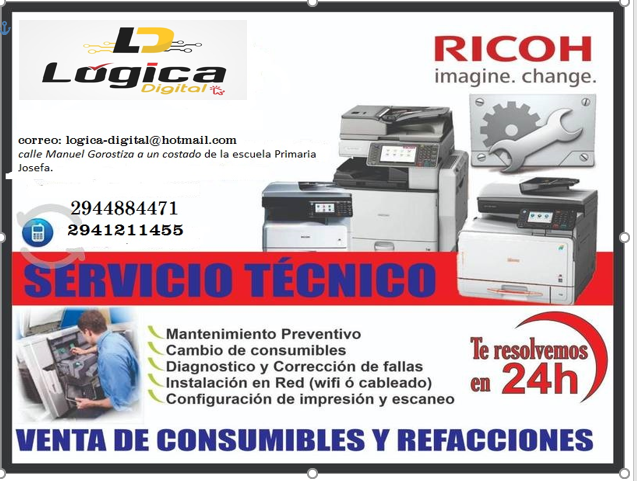 LD
Lógica
Digital
RICOH
imagine. change.
correo: logica-digital@hotmail.com
calle Manuel Gorostiza a un costado de la escuela Primaria
Josefa.
2944884471
2941211455
SERVICIO TÉCNICO
Mantenimiento Preventivo
Cambio de consumibles
Diagnostico y Corrección de fallas
Instalación en Red (wifi ó cableado)
Configuración de impresión y escaneo
Te resolvemos
en 24h
VENTA DE CONSUMIBLES Y REFACCIONES